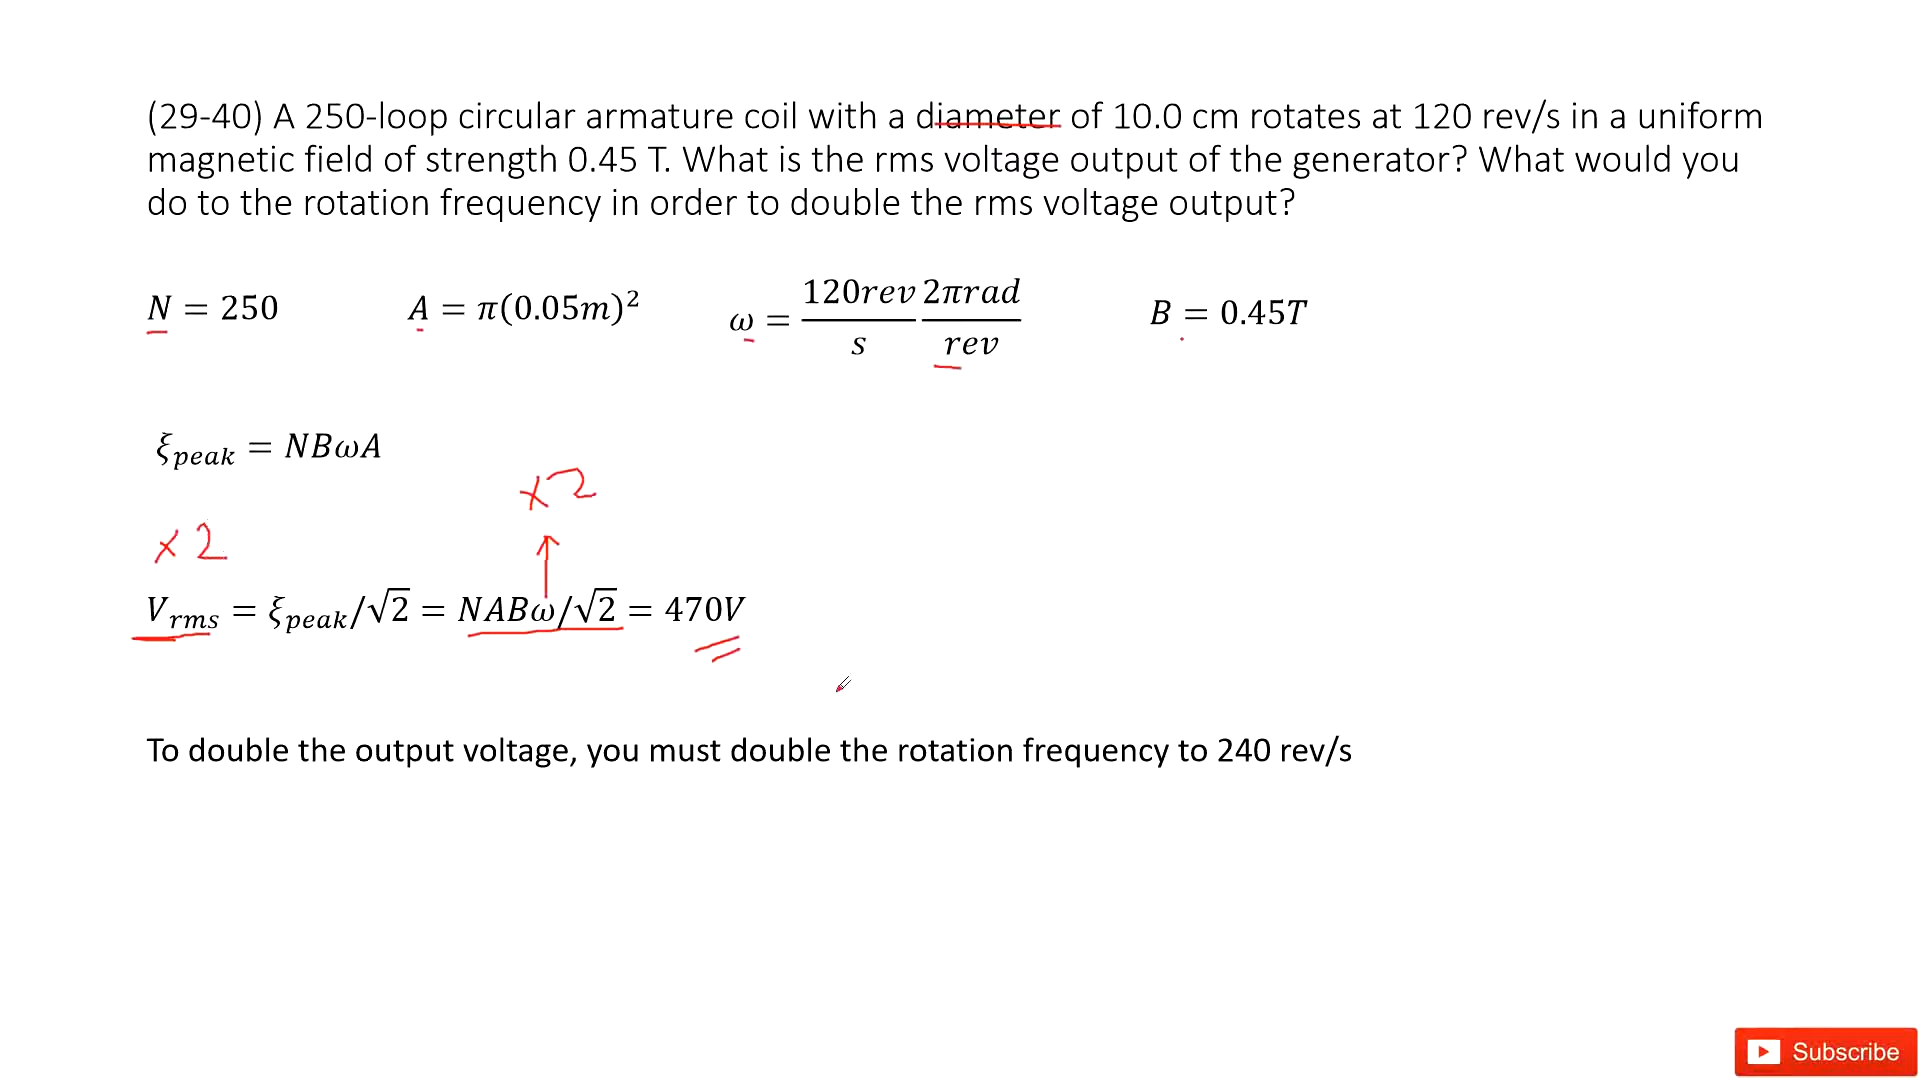 (29-40) A 250-loop circular armature coil with a diameter of 10.0 cm rotates at 120 rev/s in a uniform
magnetic field of strength 0.45 T. What is the rms voltage output of the generator? What would you
do to the rotation frequency in order to double the rms voltage output?
N = 250 A = π(0.05m)² ω = 120rev/s 2πrad/rev B = 0.45T
ξpeak = NBωA
×2
×2
Vrms = ξpeak/√2 = NABω/√2 = 470V
To double the output voltage, you must double the rotation frequency to 240 rev/s
Subscribe